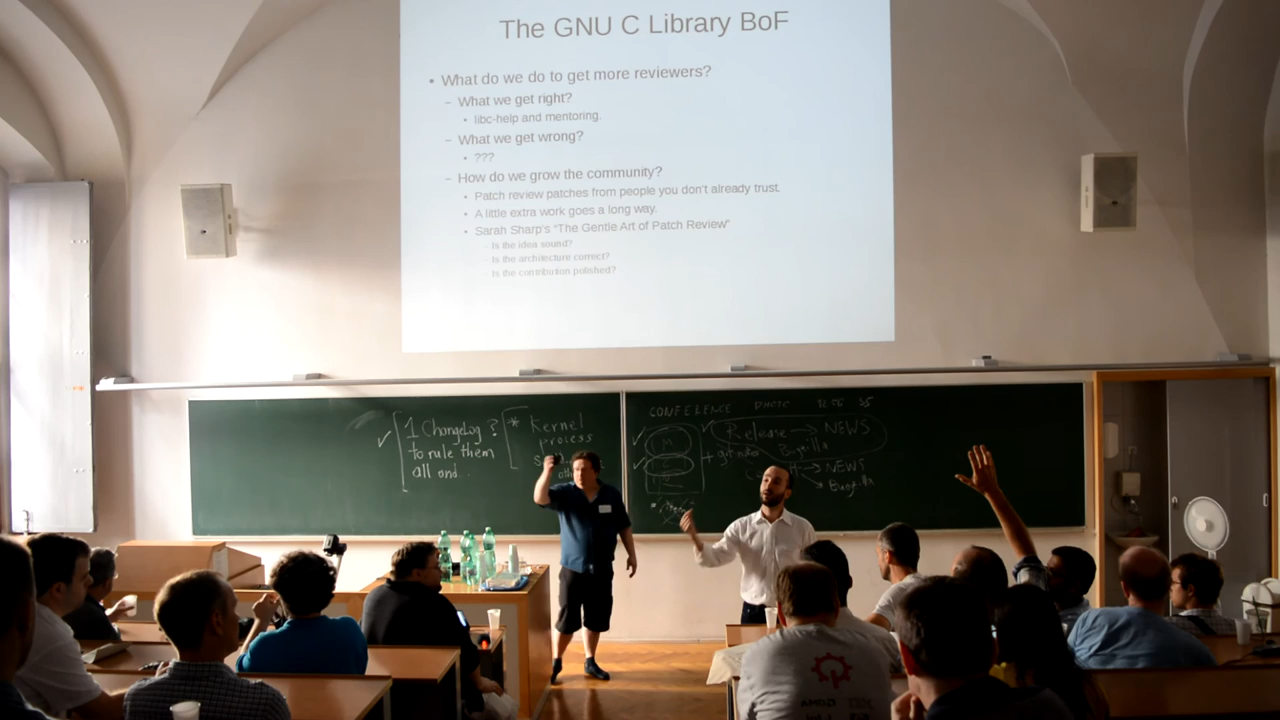 The GNU C Library BoF
• What do we do to get more reviewers?
– What we get right?
• libc-help and mentoring.
– What we get wrong?
• ???
– How do we grow the community?
• Patch review patches from people you don't already trust.
• A little extra work goes a long way.
• Sarah Sharp's "The Gentle Art of Patch Review"
– Is the idea sound?
– Is the architecture correct?
– Is the contribution polished?
1 ChangeLog ?
to rule them
all and...
* Kernel
process
CONFERENCE PHOTO
Release → NEWS
Bugzilla
→ NEWS
→ Bugzilla